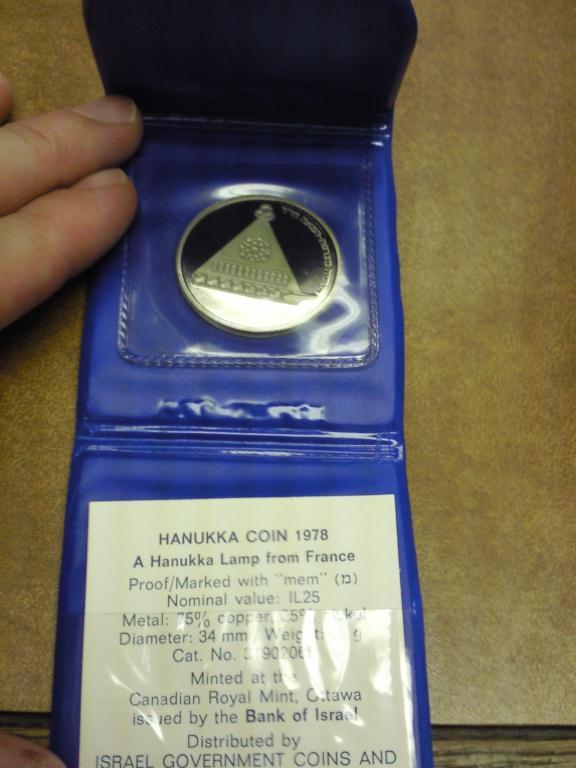 HANUKKA COIN 1978
A Hanukka Lamp from France
Proof/Marked with "mem" (מ)
Nominal value: IL25
Metal: 75% copper, 25% nickel
Diameter: 34 mm Weight: g
Cat. No.
Minted at the
Canadian Royal Mint, Ottawa
issued by the Bank of Israel
Distributed by
ISRAEL GOVERNMENT COINS AND